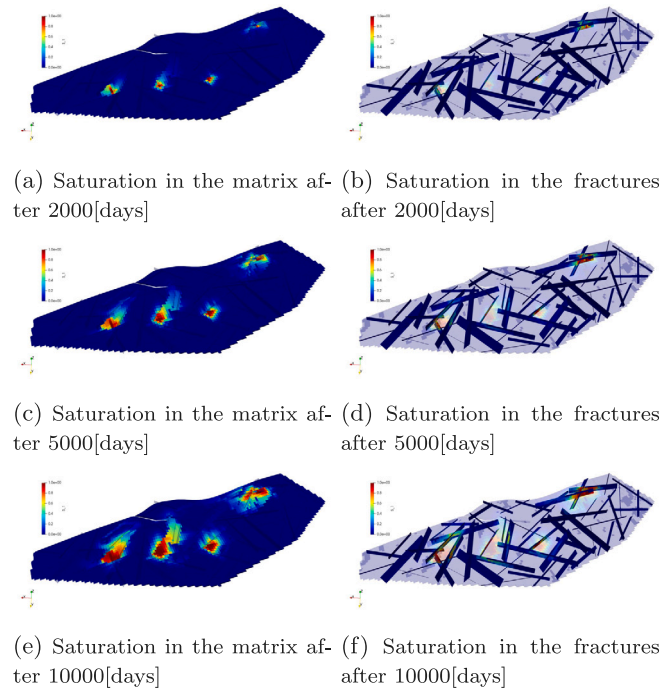 (a) Saturation in the matrix af-
ter 2000[days]
(b) Saturation in the fractures
after 2000[days]
(c) Saturation in the matrix af-
ter 5000[days]
(d) Saturation in the fractures
after 5000[days]
(e) Saturation in the matrix af-
ter 10000[days]
(f) Saturation in the fractures
after 10000[days]